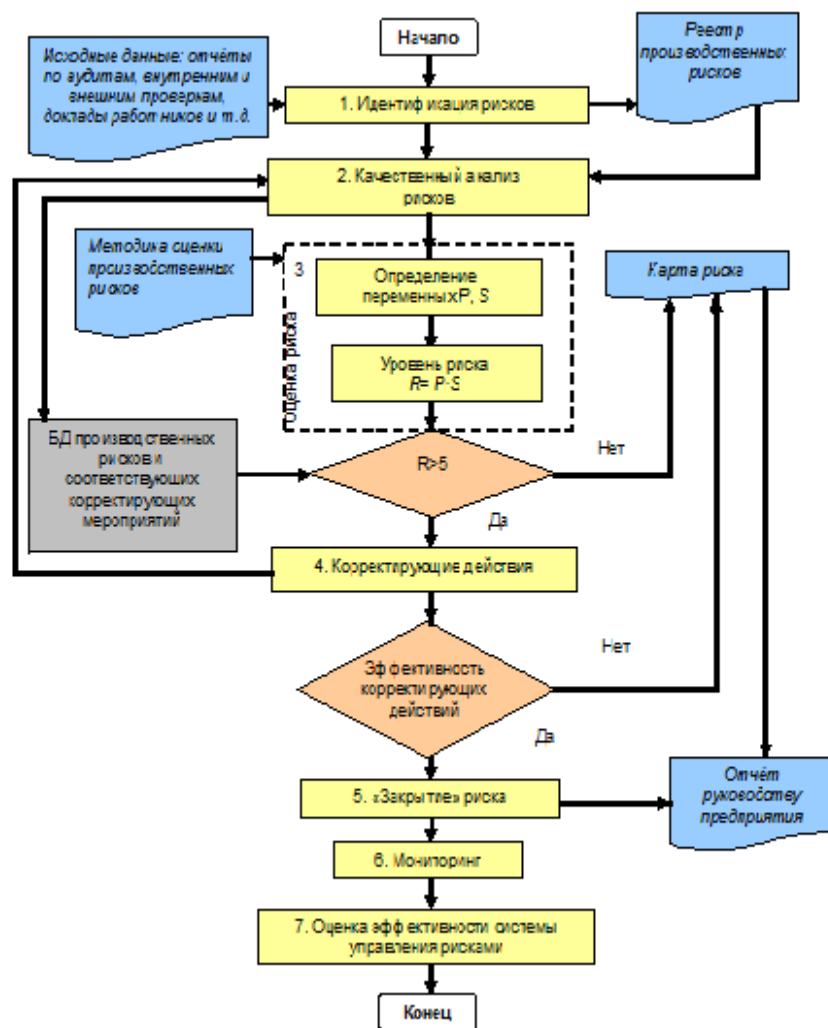 Начало
Исходные данные: отчёты
по аудитам, внутренним и
внешним проверкам,
доклады работников и т.д.
Реестр
производственных
рисков
1. Идентификация рисков
2. Качественный анализ
рисков
Методика оценки
производственных
рисков
3
оценка риска
Определение
переменных P, S
Карта риска
Уровень риска
R= P·S
БД производственных
рисков и
соответствующих
корректирующих
мероприятий
R>5
Нет
Да
4. Корректирующие действия
Эффективность
корректирующих
действий
Нет
Да
5. «Закрытие» риска
Отчёт
руководству
предприятия
6. Мониторинг
7. Оценка эффективности системы
управления рисками
Конец